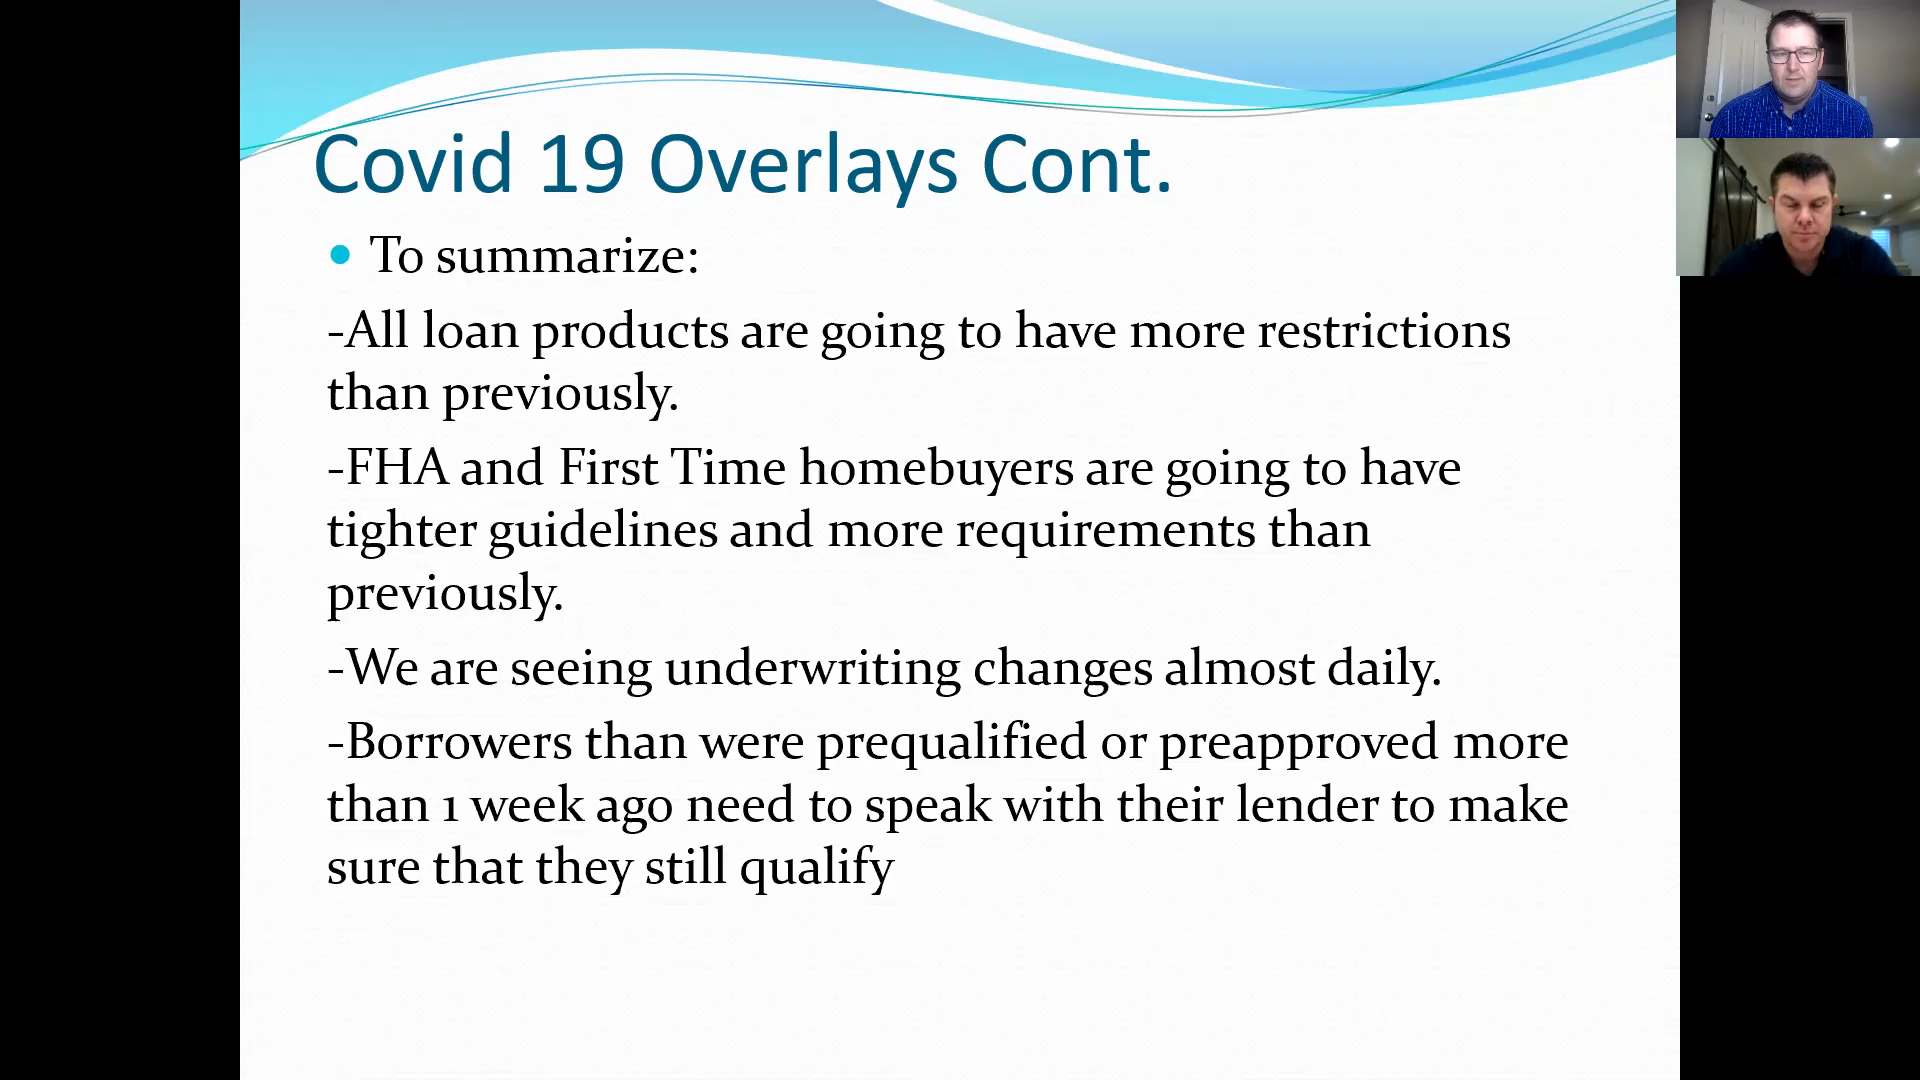 Covid 19 Overlays Cont.
To summarize:
-All loan products are going to have more restrictions
than previously.
-FHA and First Time homebuyers are going to have
tighter guidelines and more requirements than
previously.
-We are seeing underwriting changes almost daily.
-Borrowers than were prequalified or preapproved more
than 1 week ago need to speak with their lender to make
sure that they still qualify